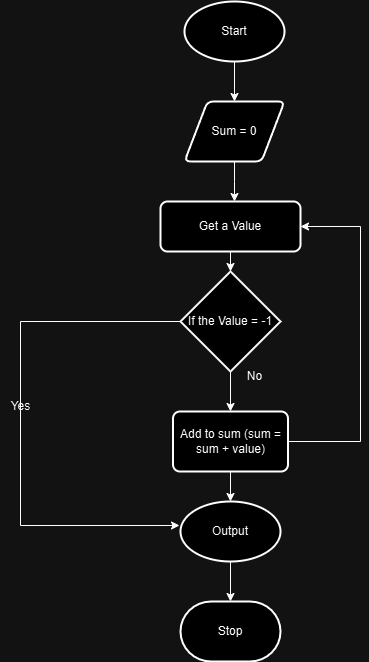 Start
Sum = 0
Get a Value
If the Value = -1
No
Yes
Add to sum (sum =
sum + value)
Output
Stop